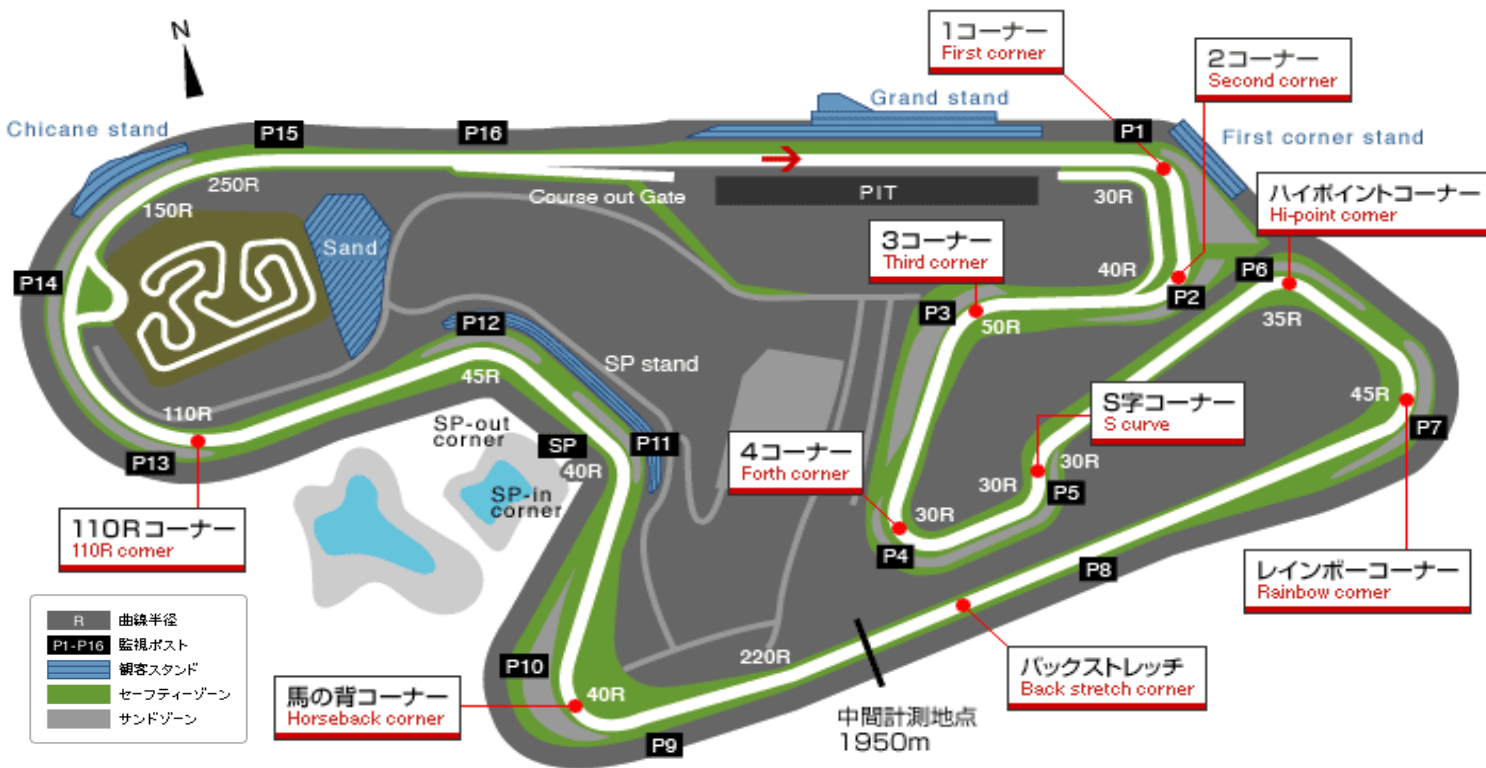 N
1コーナー
First corner
2コーナー
Second corner
Grand stand
Chicane stand
P15
P16
P1
First corner stand
250R
150R
Course out Gate
PIT
30R
ハイポイントコーナー
Hi-point corner
Sand
3コーナー
Third corner
40R
P14
P6
P2
P3
50R
35R
P12
SP stand
45R
S字コーナー
S curve
45R
110R
SP-out
corner
SP
P11
P7
P13
40R
4コーナー
Forth corner
30R
30R
P5
SP-in
corner
110Rコーナー
110R corner
30R
P4
P8
レインボーコーナー
Rainbow corner
R
曲線半径
P1-P16
監視ポスト
観客スタンド
セーフティーゾーン
サンドゾーン
P10
220R
バックストレッチ
Back stretch corner
馬の背コーナー
Horseback corner
40R
中間計測地点
1950m
P9